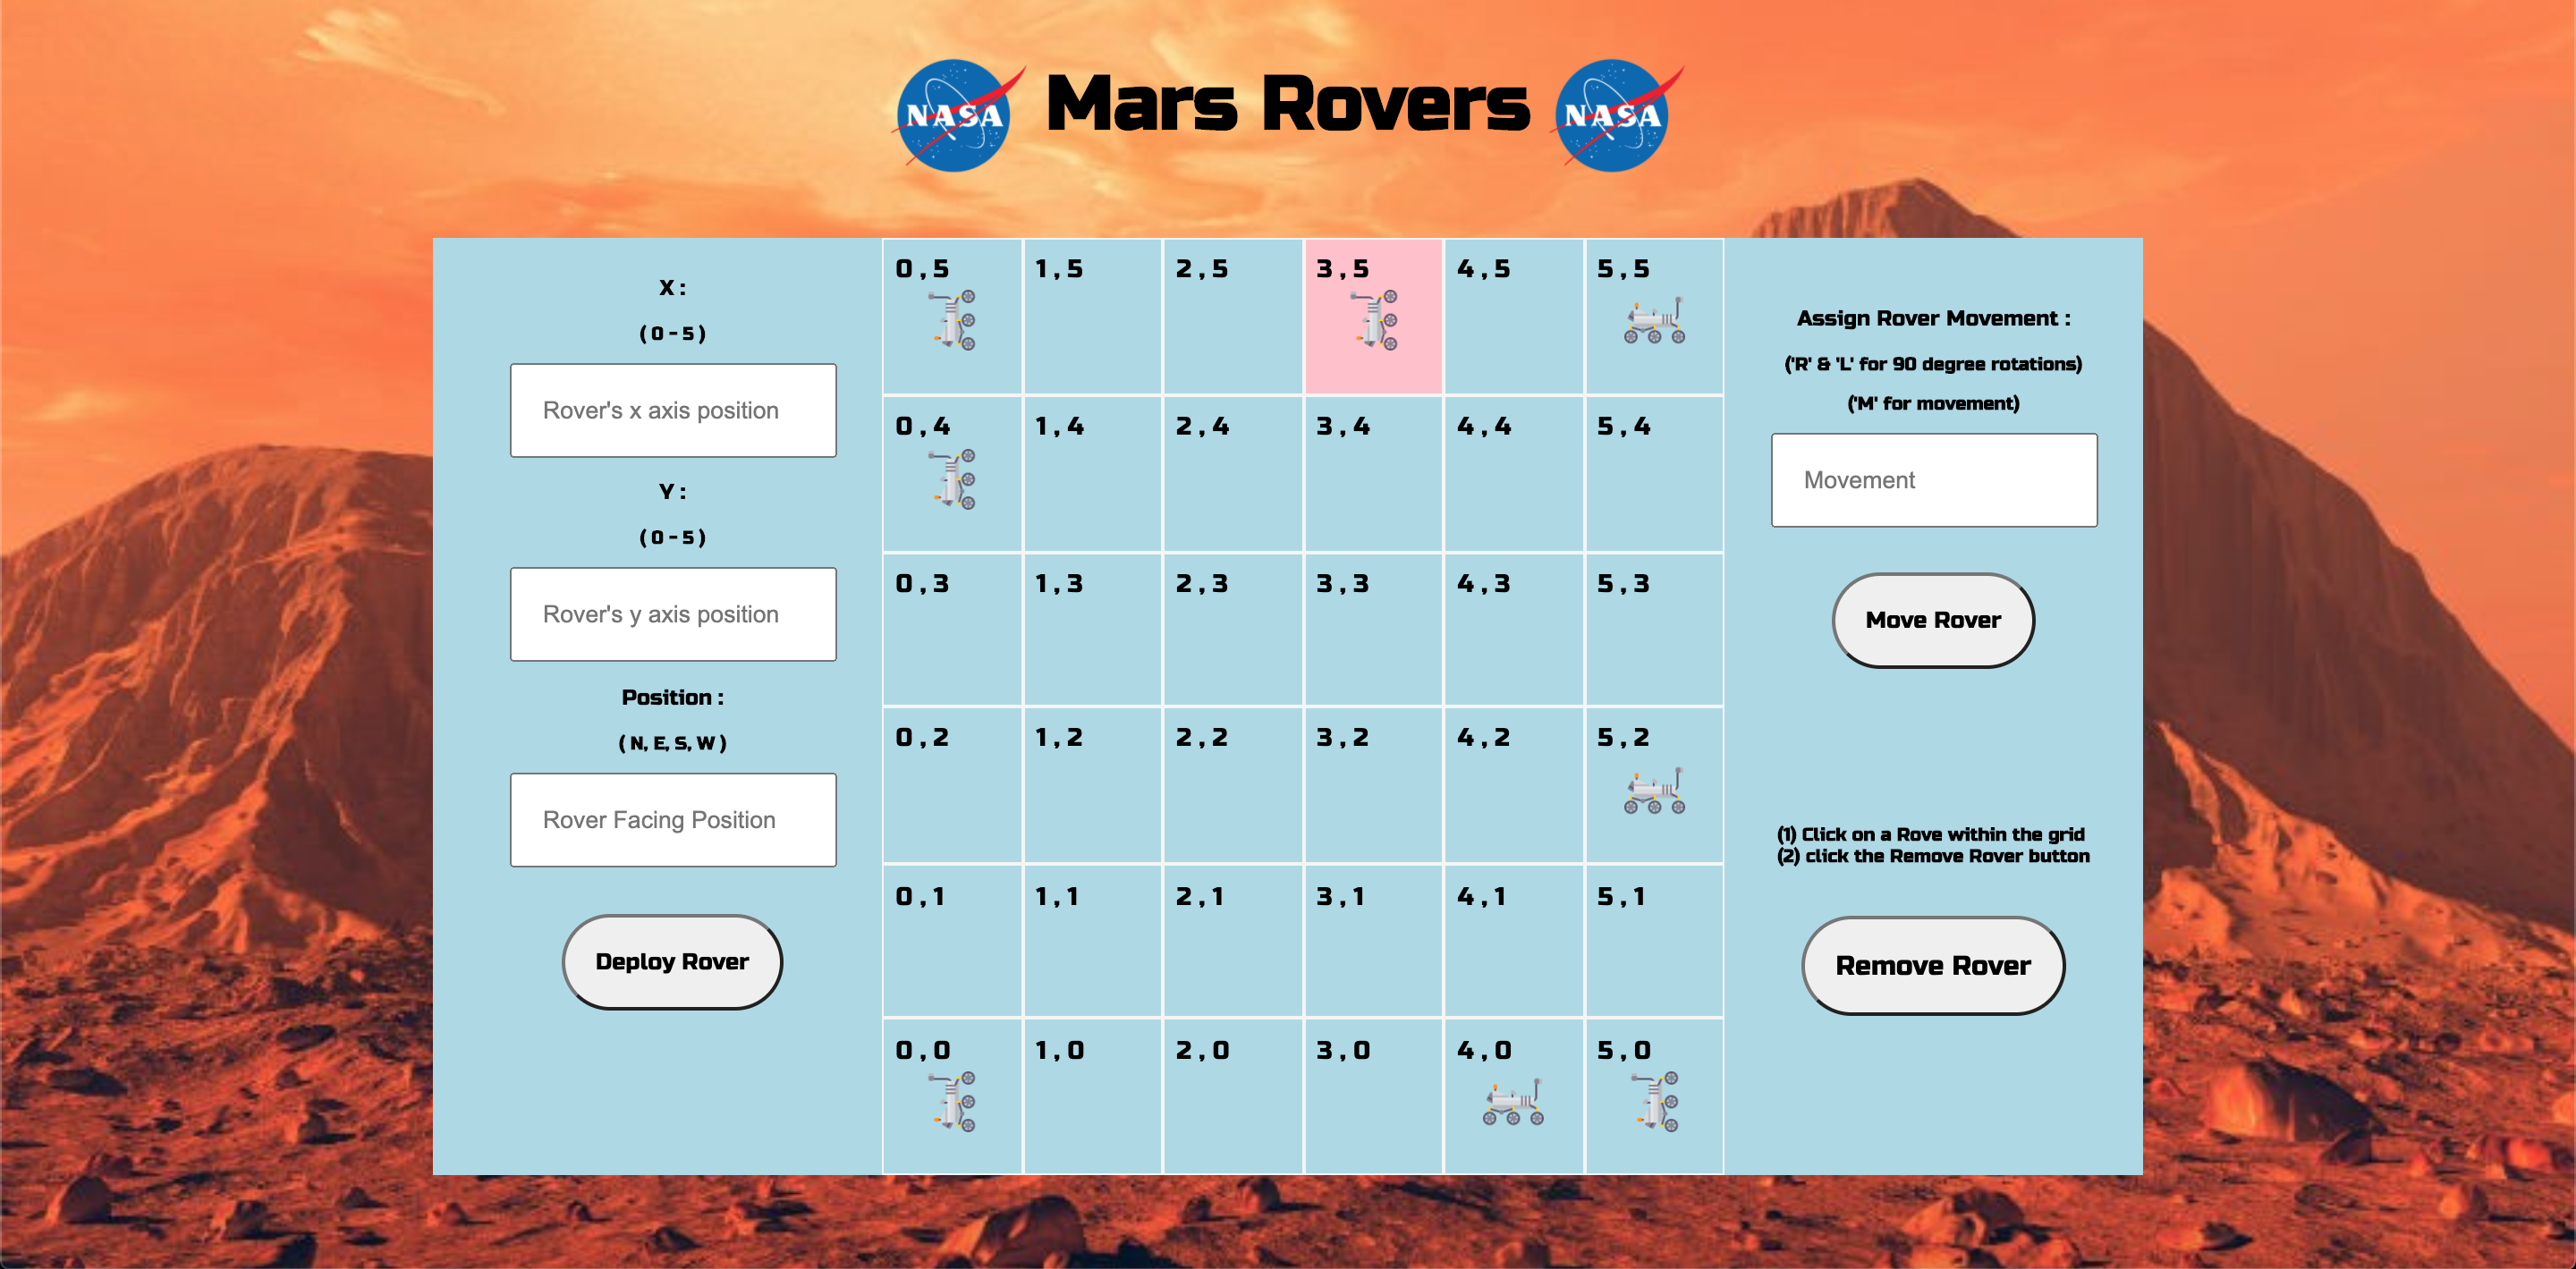 NASA Mars Rovers NASA
X :
( 0 - 5 )
Rover's x axis position
Y :
( 0 - 5 )
Rover's y axis position
Position :
( N, E, S, W )
Rover Facing Position
Deploy Rover
0 , 5 1 , 5 2 , 5 3 , 5 4 , 5 5 , 5
0 , 4 1 , 4 2 , 4 3 , 4 4 , 4 5 , 4
0 , 3 1 , 3 2 , 3 3 , 3 4 , 3 5 , 3
0 , 2 1 , 2 2 , 2 3 , 2 4 , 2 5 , 2
0 , 1 1 , 1 2 , 1 3 , 1 4 , 1 5 , 1
0 , 0 1 , 0 2 , 0 3 , 0 4 , 0 5 , 0
Assign Rover Movement :
('R' & 'L' for 90 degree rotations)
('M' for movement)
Movement
Move Rover
(1) Click on a Rove within the grid
(2) click the Remove Rover button
Remove Rover